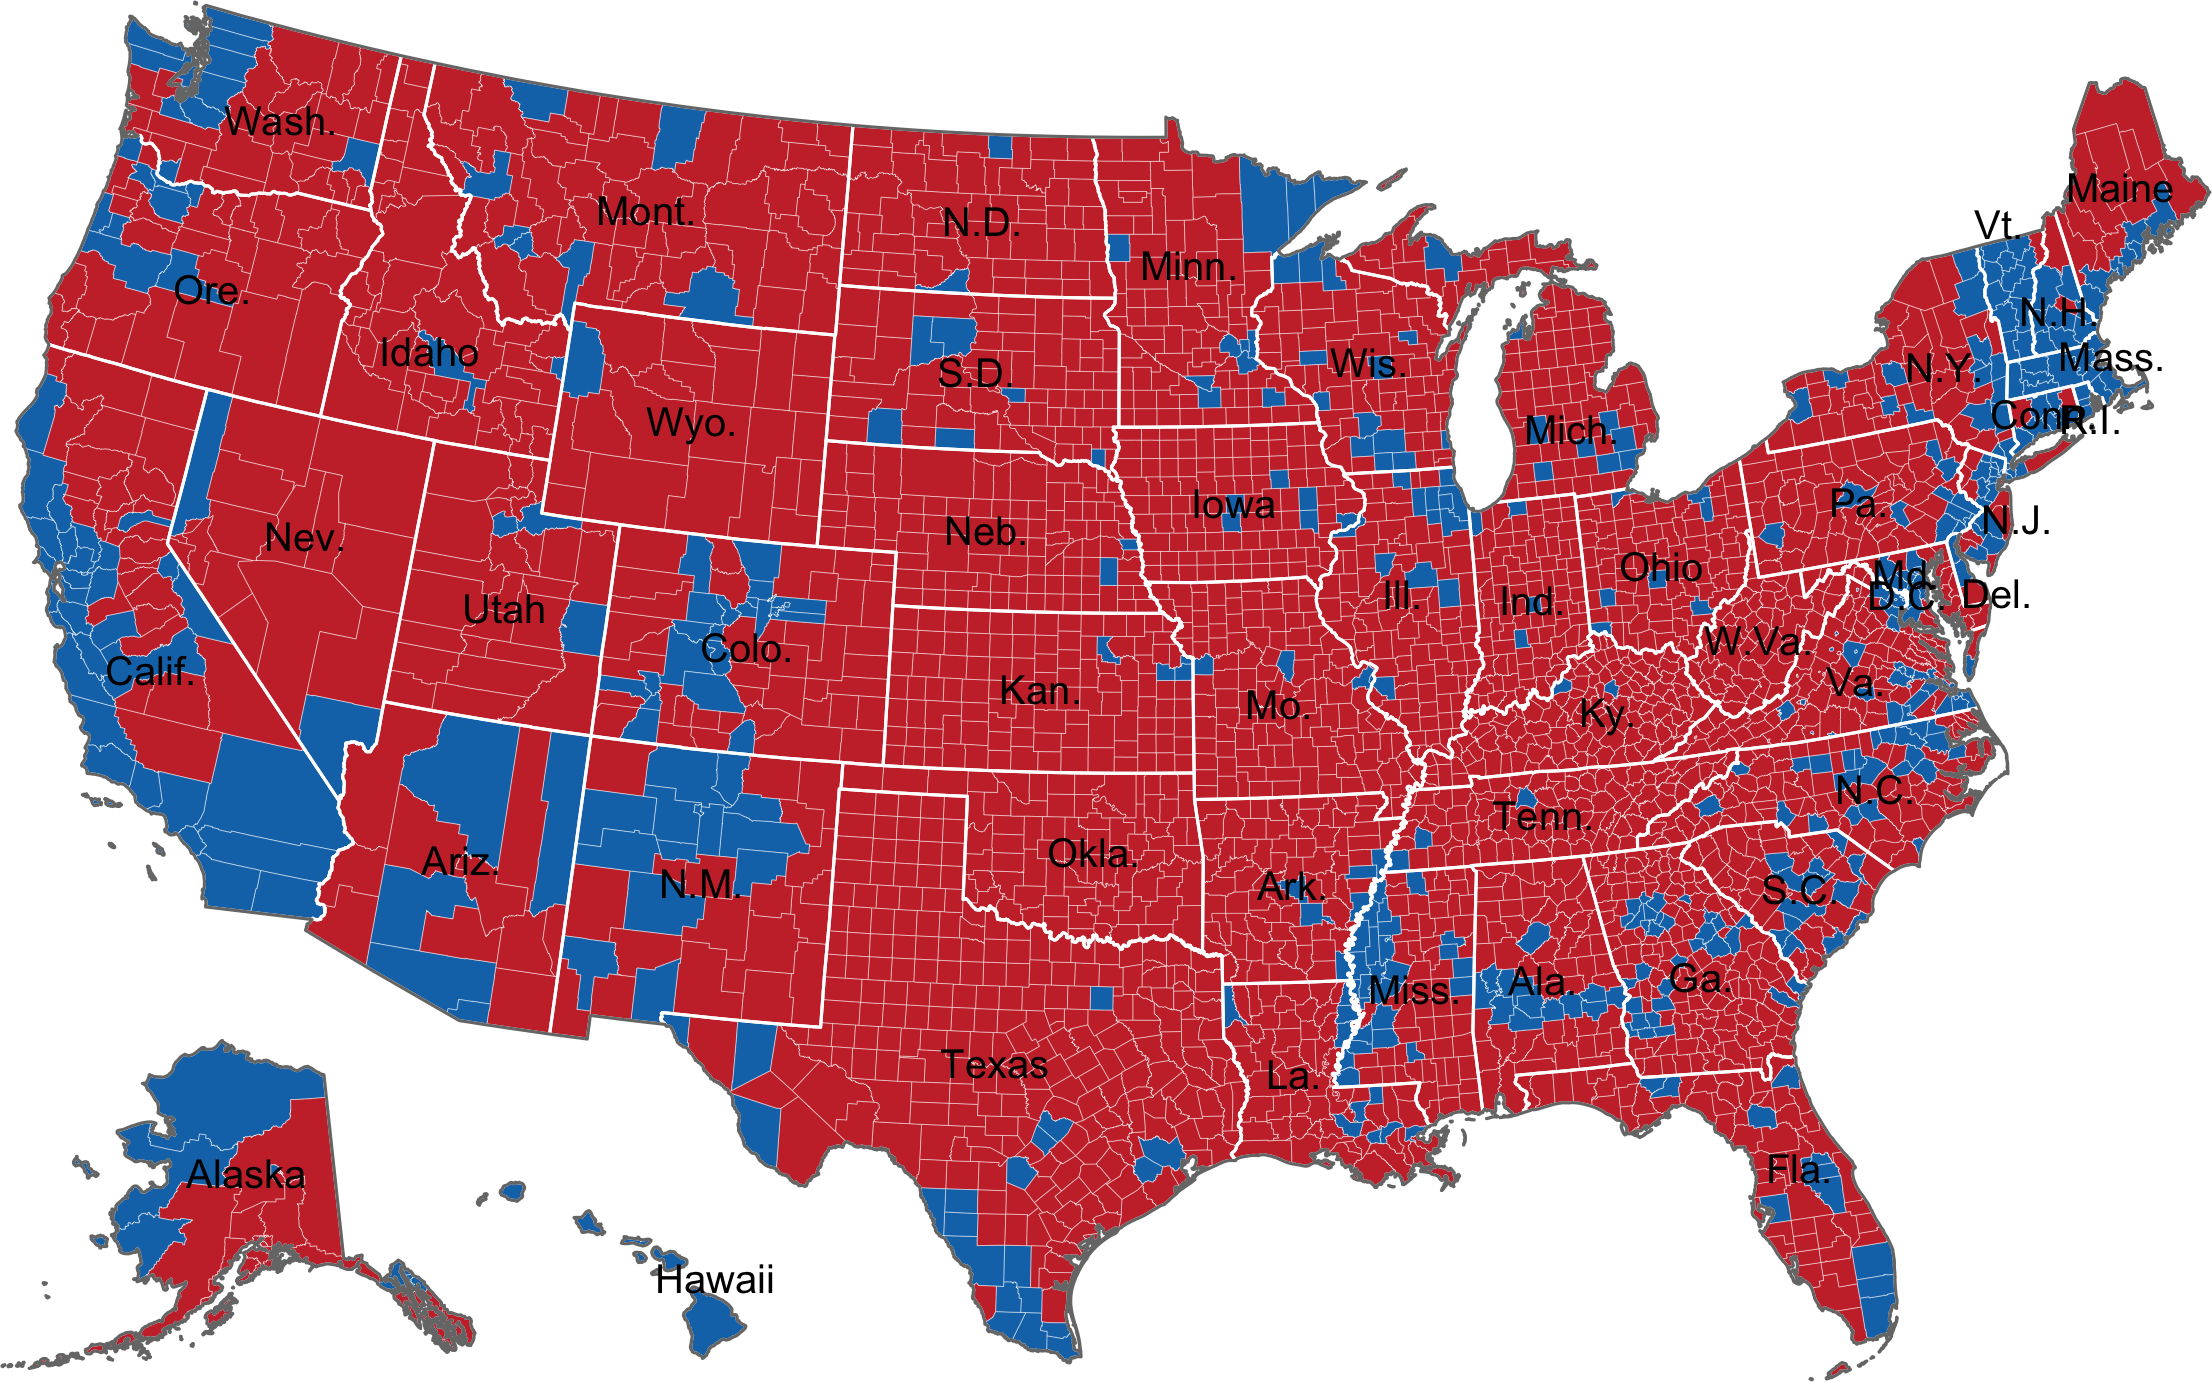 Wash.
Mont.
N.D.
Minn.
Maine
Vt.
Ore.
Idaho
Wyo.
S.D.
Wis.
Mich.
N.Y.
N.H.
Mass.
Conn.
R.I.
Nev.
Utah
Colo.
Neb.
Iowa
Ill.
Ind.
Ohio
Pa.
N.J.
Md.
D.C.
Del.
Calif.
Kan.
Mo.
Ky.
W.Va.
Va.
Ariz.
N.M.
Okla.
Ark.
Tenn.
N.C.
S.C.
Texas
La.
Miss.
Ala.
Ga.
Fla.
Alaska
Hawaii